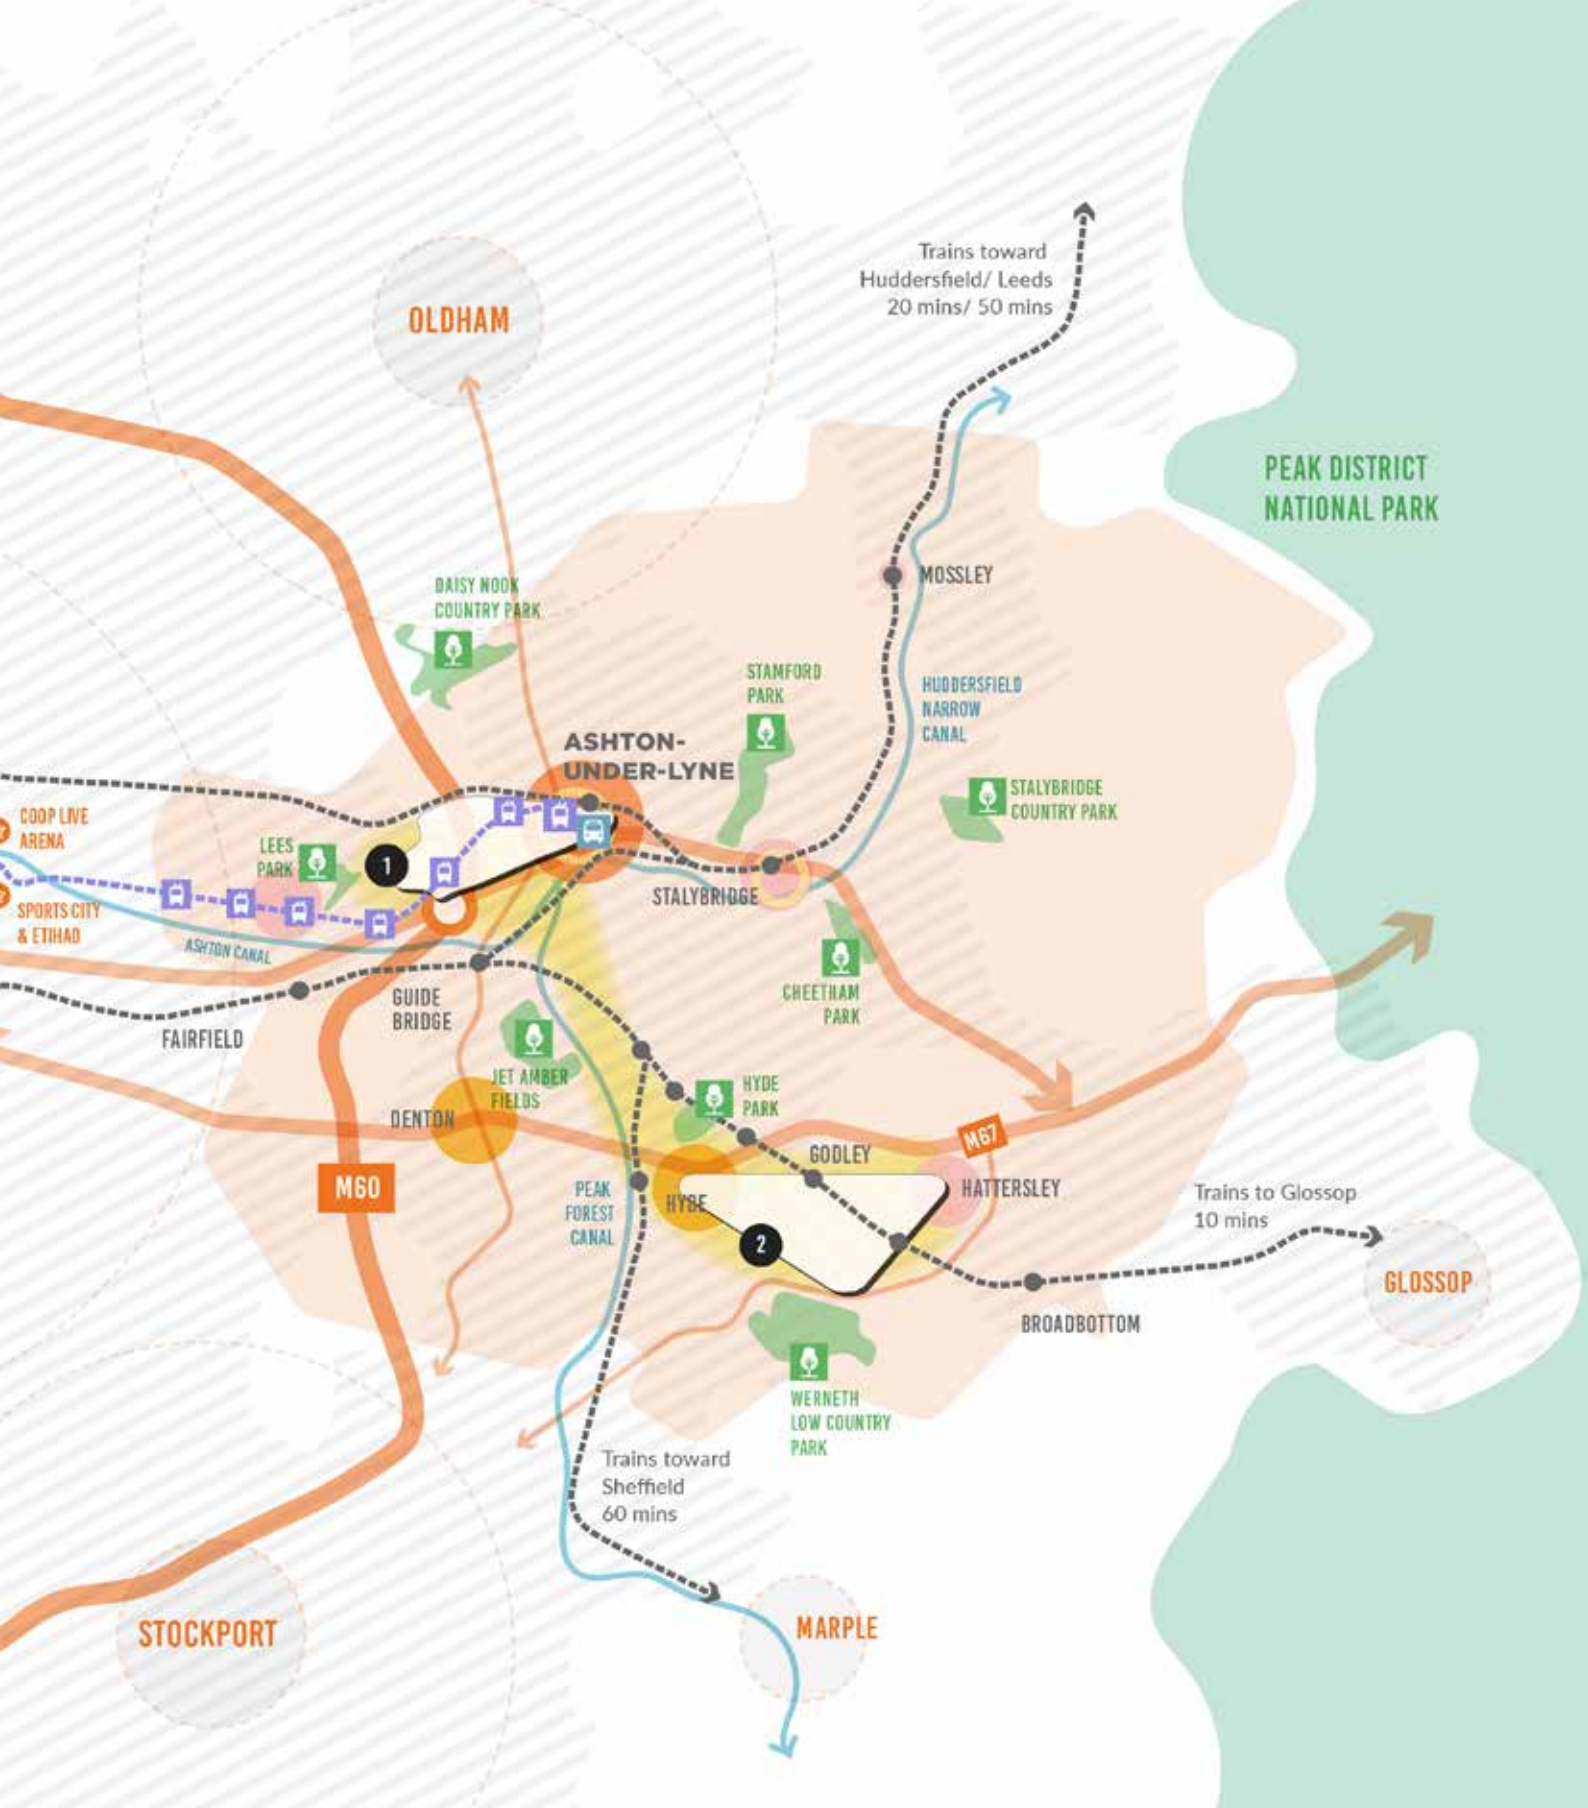 Trains toward
Huddersfield/ Leeds
20 mins/ 50 mins
OLDHAM
PEAK DISTRICT
NATIONAL PARK
MOSSLEY
DAISY NOOK
COUNTRY PARK
STAMFORD
PARK
HUDDERSFIELD
NARROW
CANAL
ASHTON-
UNDER-LYNE
STALYBRIDGE
COUNTRY PARK
COOP LIVE
ARENA
LEES
PARK
1
STALYBRIDGE
SPORTS CITY
& ETIHAD
ASHTON CANAL
CHEETHAM
PARK
GUIDE
BRIDGE
FAIRFIELD
JET AMBER
FIELDS
HYDE
PARK
DENTON
M67
GODLEY
M60
PEAK
FOREST
CANAL
HYDE
HATTERSLEY
2
Trains to Glossop
10 mins
GLOSSOP
BROADBOTTOM
WERNETH
LOW COUNTRY
PARK
Trains toward
Sheffield
60 mins
STOCKPORT
MARPLE